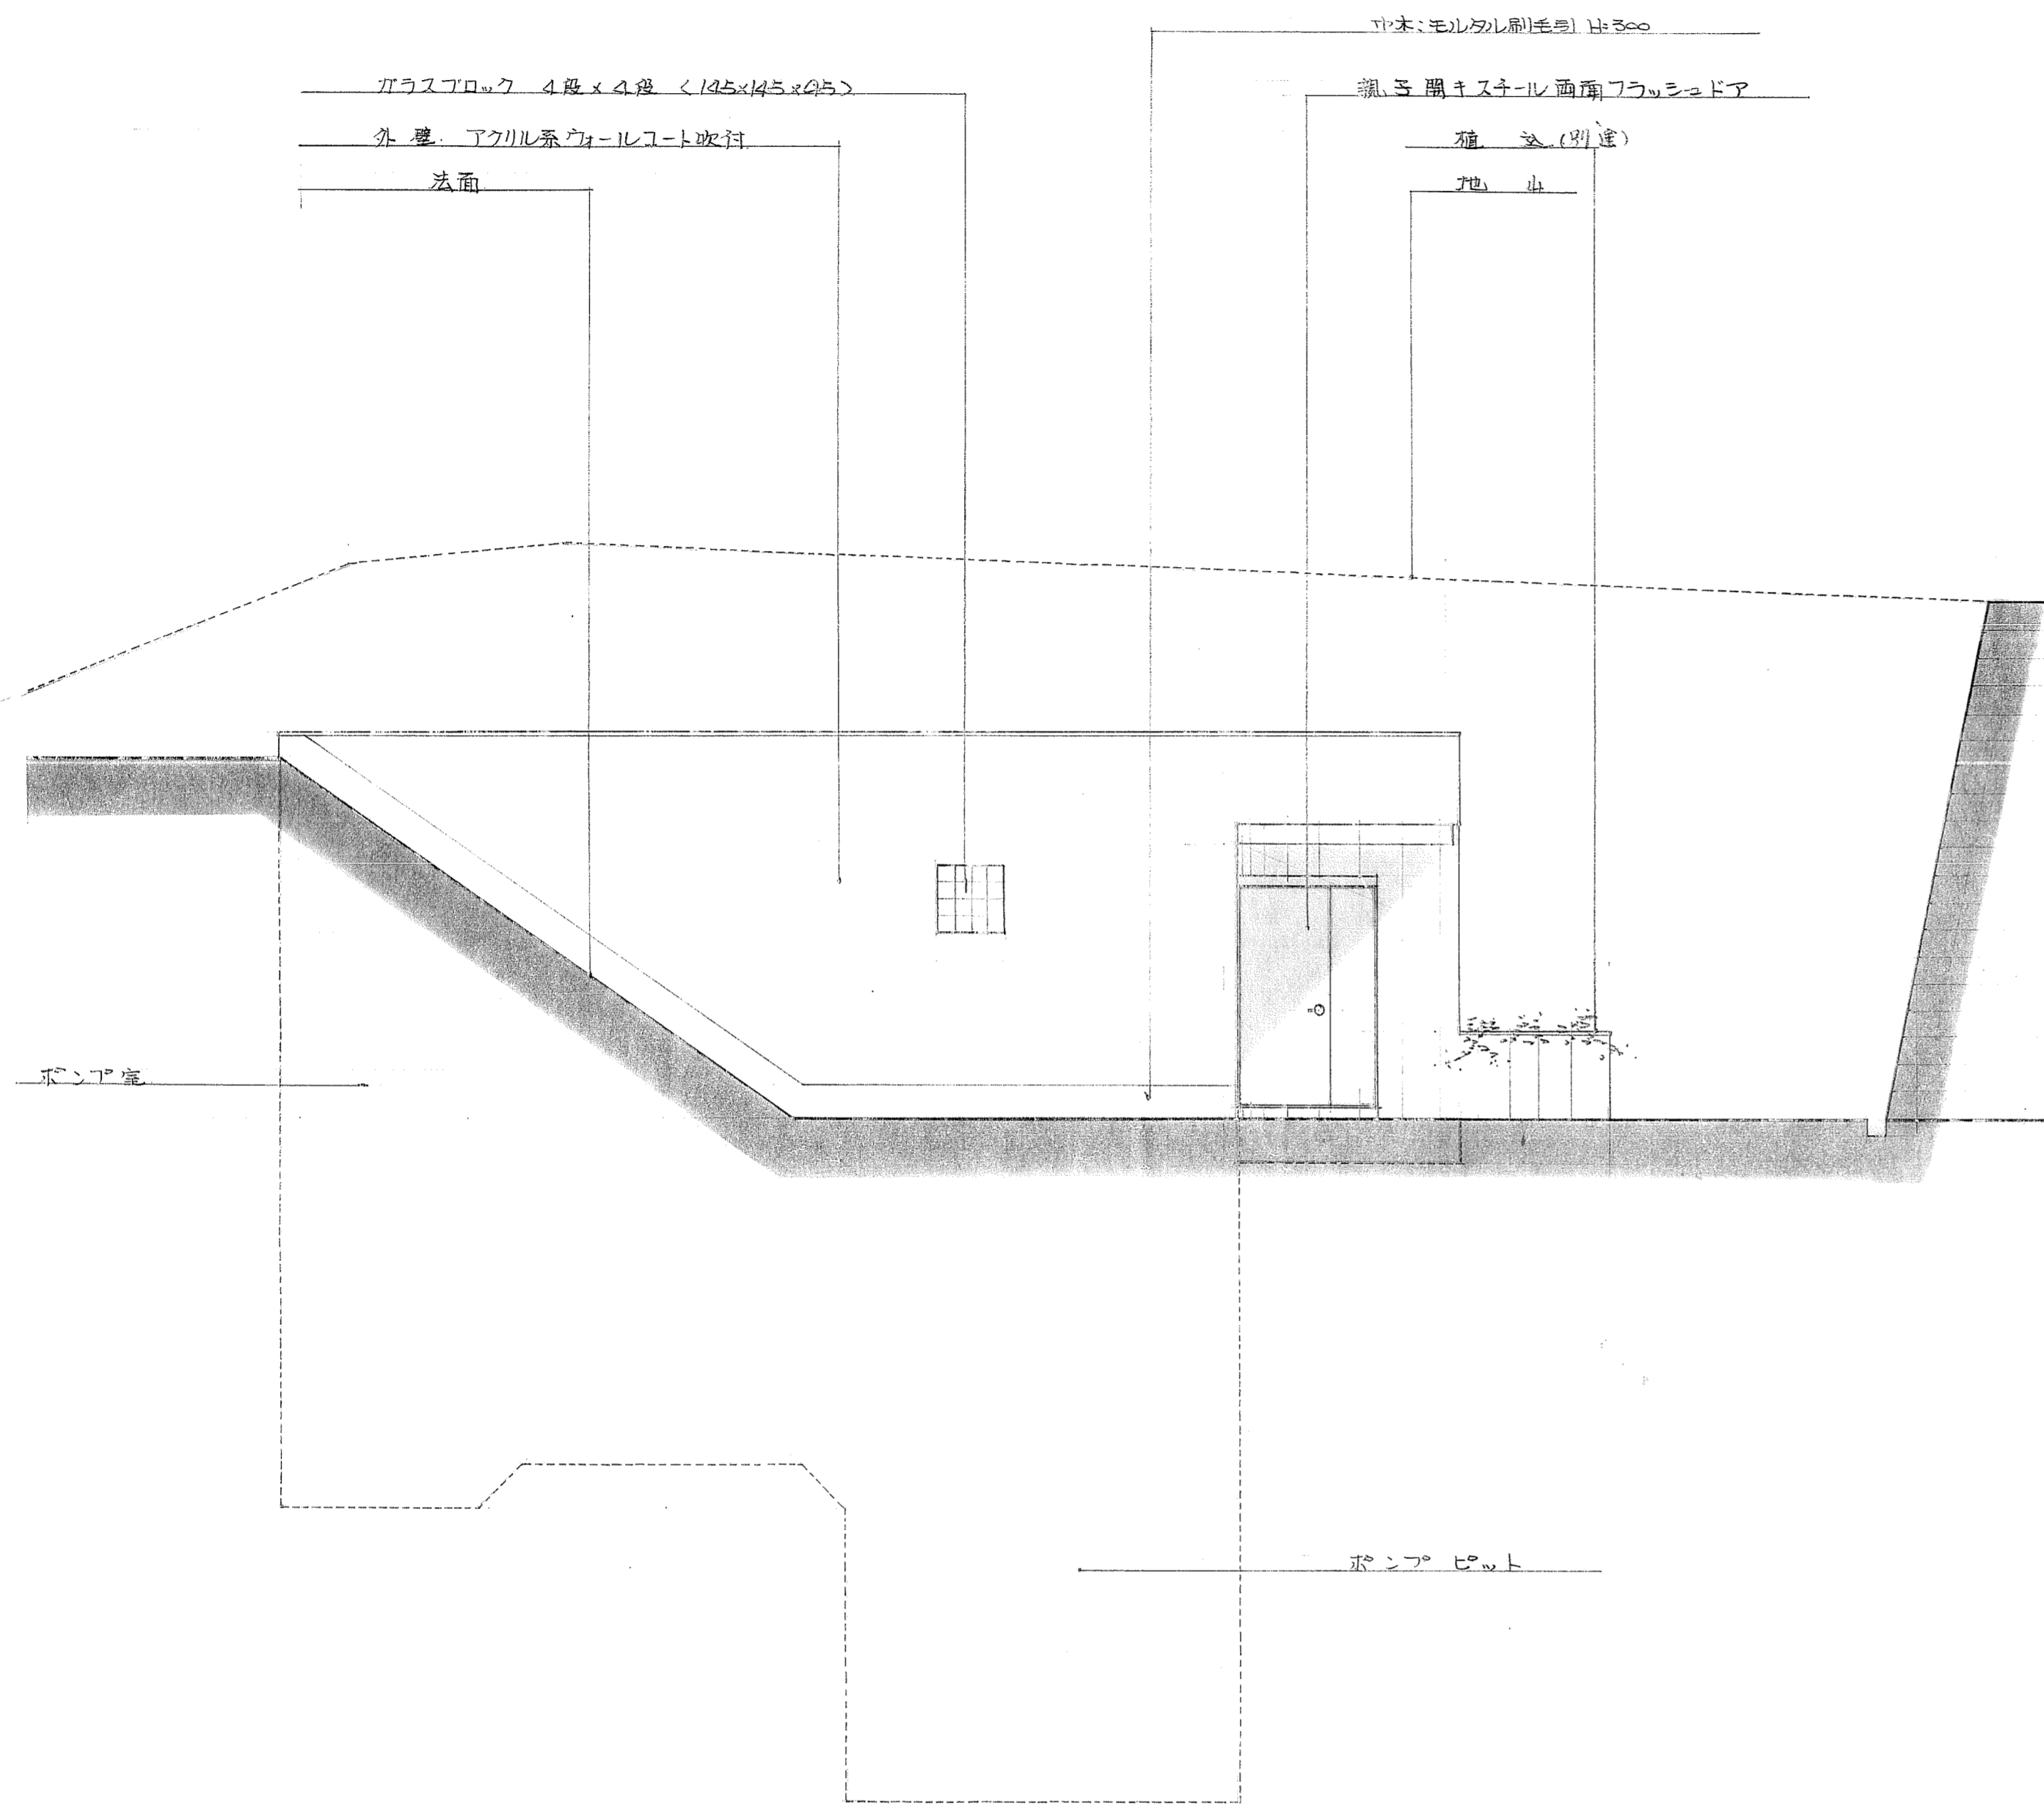 巾木:モルタル刷毛引 H=300
ガラスブロック 4段×4段 (145×145×95)
親子開キスチール両面フラッシュドア
外壁. アクリル系ウォールコート吹付
植込(別途)
法面
地山
ポンプ室
ポンプピット